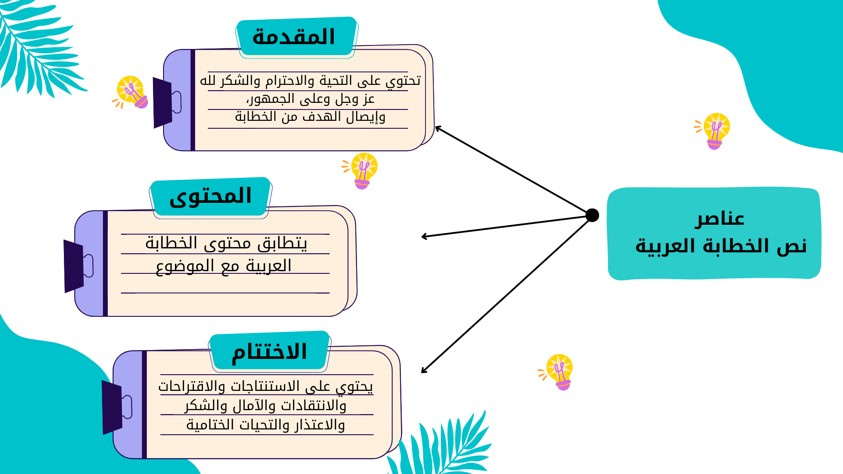 عناصر
نص الخطابة العربية
المقدمة
تحتوي على التحية والاحترام والشكر لله
عز وجل وعلى الجمهور،
وإيصال الهدف من الخطابة
المحتوى
يتطابق محتوى الخطابة
العربية مع الموضوع
الاختتام
يحتوي على الاستنتاجات والاقتراحات
والانتقادات والآمال والشكر
والاعتذار والتحيات الختامية